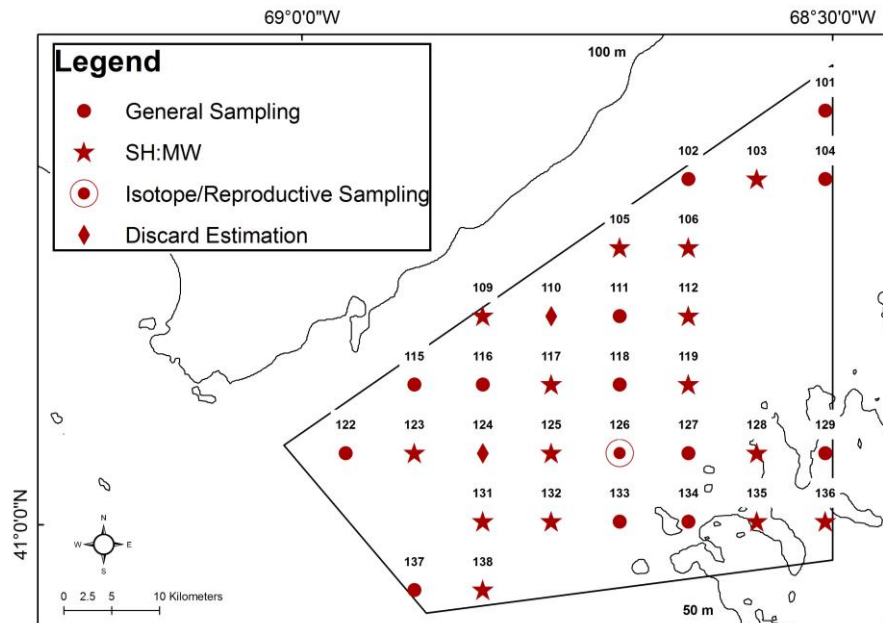 69°0'0"W 68°30'0"W
100 m
Legend
General Sampling
SH:MW
Isotope/Reproductive Sampling
Discard Estimation
101
102 103 104
105 106
109 110 111 112
115 116 117 118 119
122 123 124 125 126 127 128 129
131 132 133 134 135 136
137 138
41°0'0"N
N
W E
S
0 2.5 5 10 Kilometers
50 m